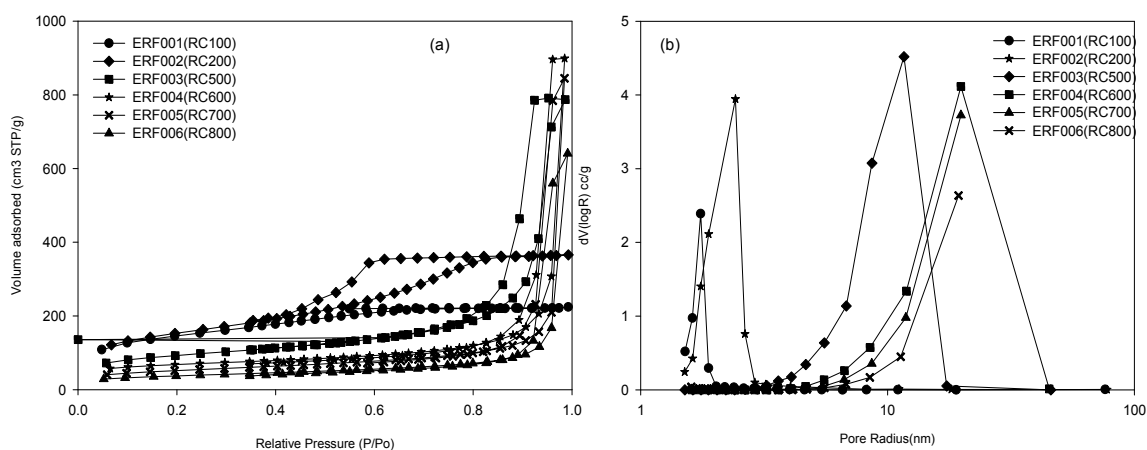 (a)
ERF001(RC100)
ERF002(RC200)
ERF003(RC500)
ERF004(RC600)
ERF005(RC700)
ERF006(RC800)
Volume adsorbed (cm3 STP/g)
1000
800
600
400
200
0
0.0 0.2 0.4 0.6 0.8 1.0
Relative Pressure (P/Po)
(b)
ERF001(RC100)
ERF002(RC200)
ERF003(RC500)
ERF004(RC600)
ERF005(RC700)
ERF006(RC800)
dV(logR) cc/g
5
4
3
2
1
0
1 10 100
Pore Radius(nm)